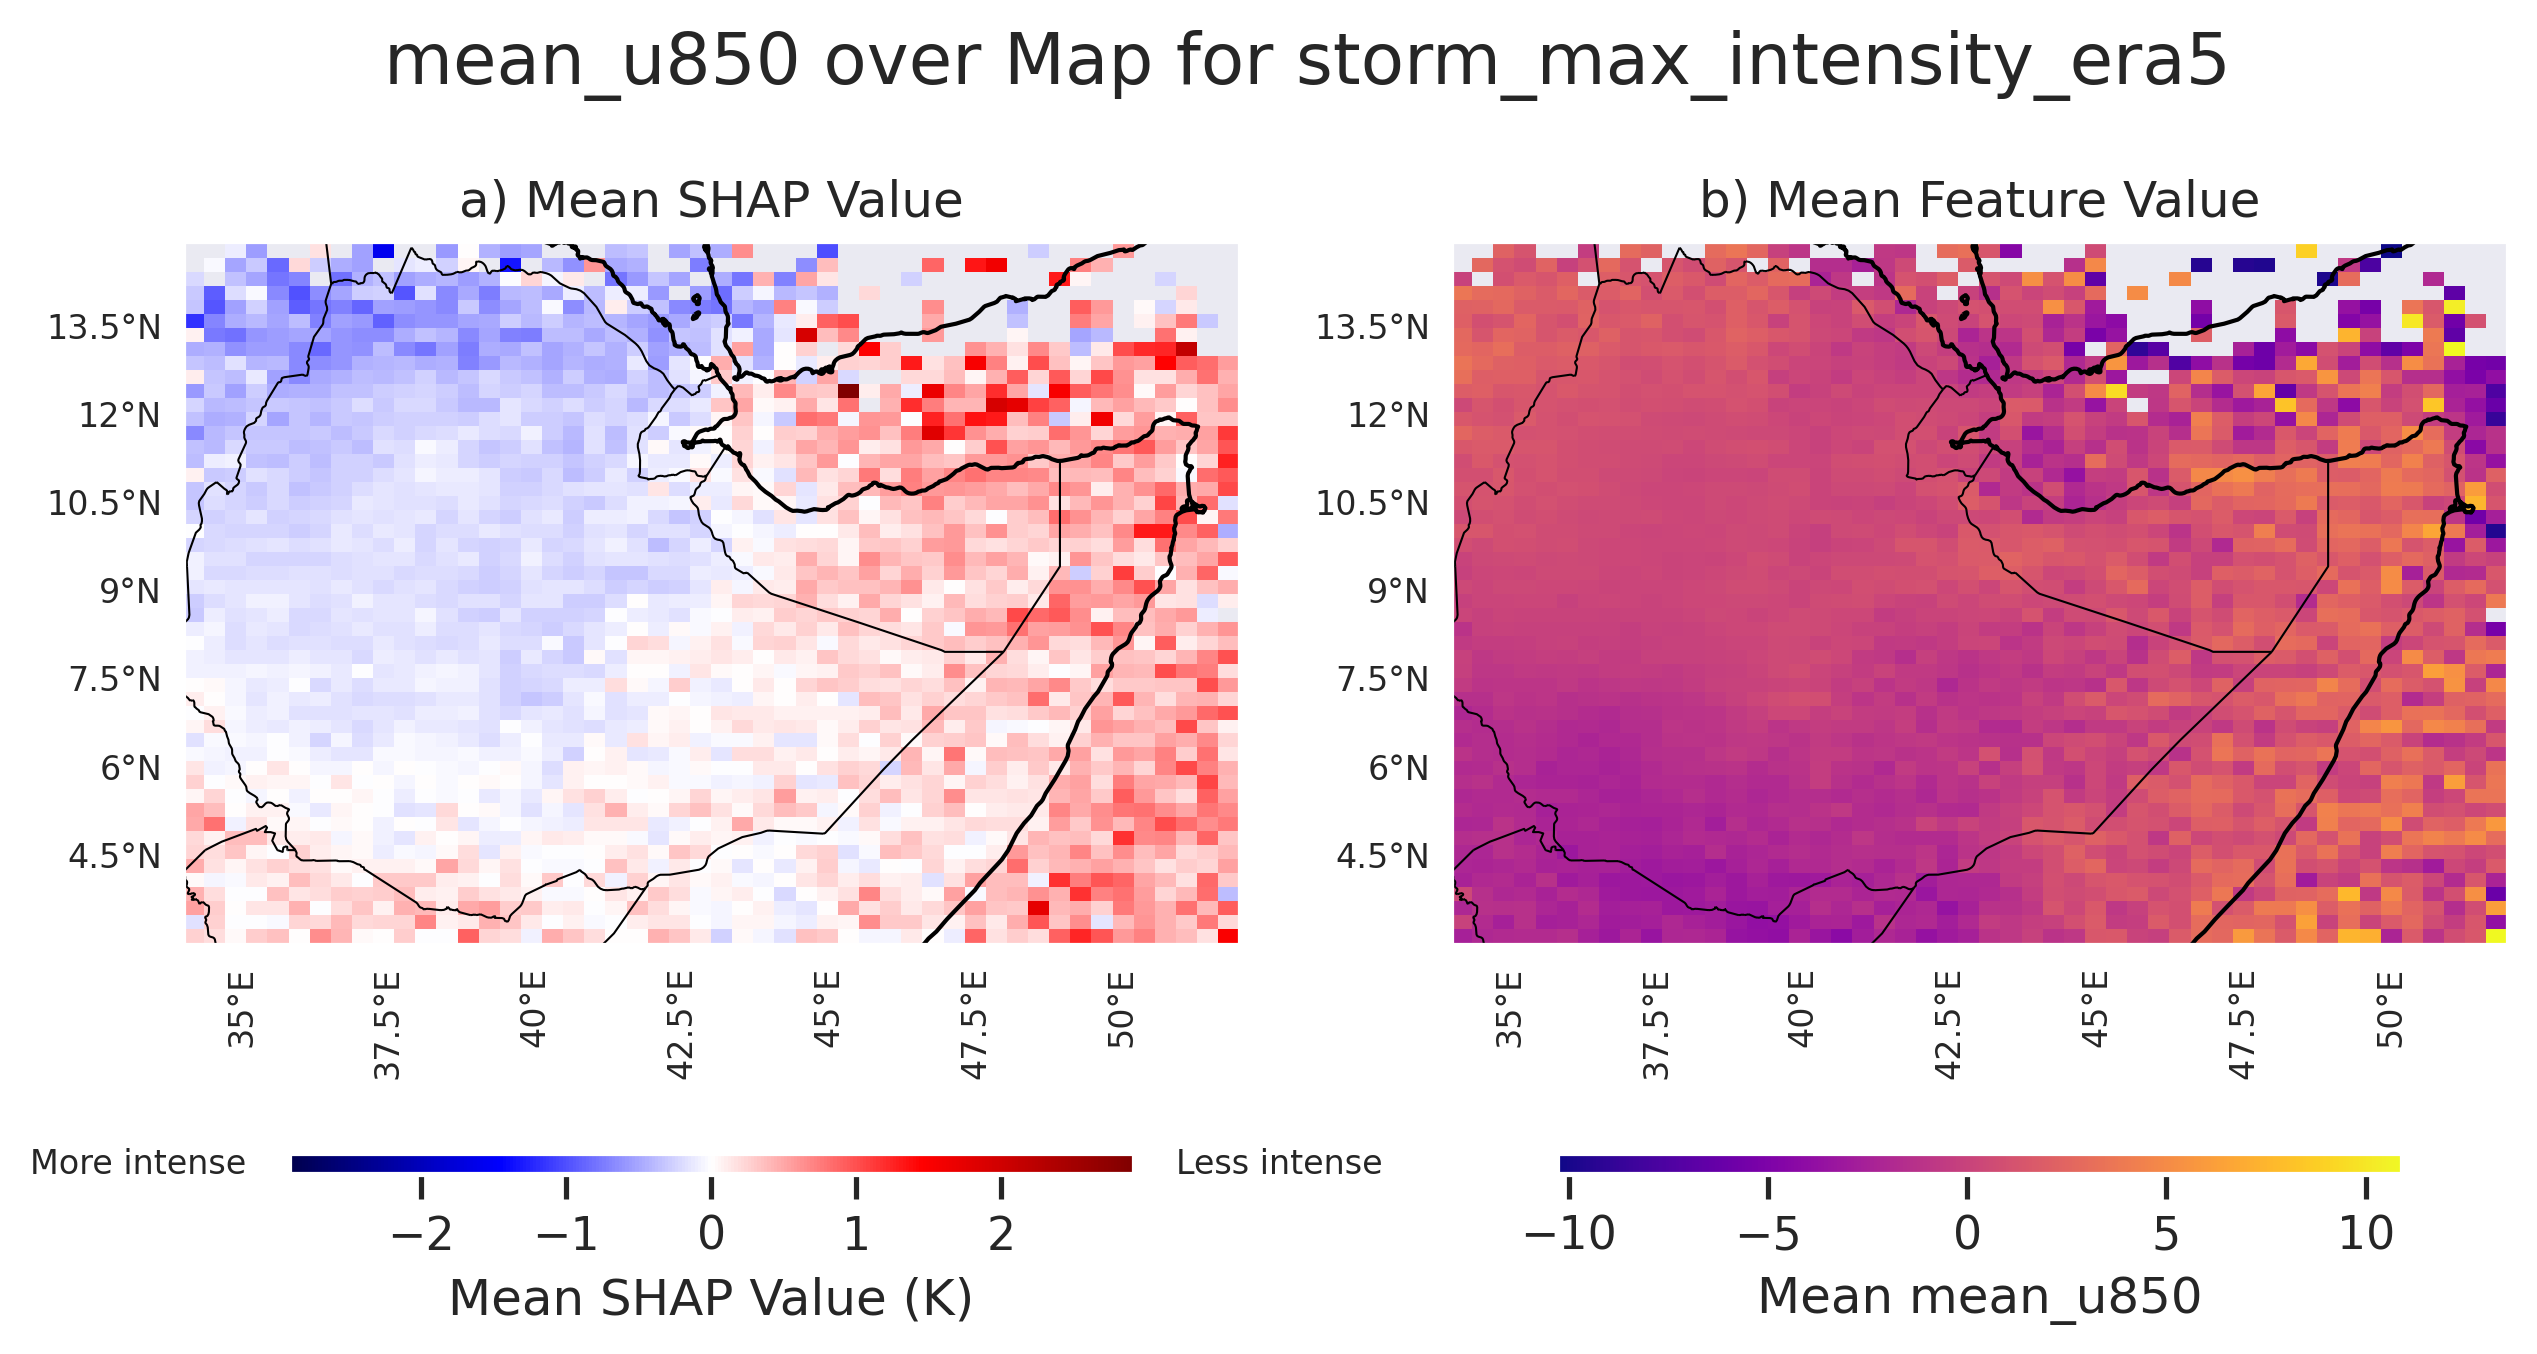 mean_u850 over Map for storm_max_intensity_era5
a) Mean SHAP Value
13.5°N
12°N
10.5°N
9°N
7.5°N
6°N
4.5°N
35°E
37.5°E
40°E
42.5°E
45°E
47.5°E
50°E
More intense
Less intense
−2
−1
0
1
2
Mean SHAP Value (K)
b) Mean Feature Value
13.5°N
12°N
10.5°N
9°N
7.5°N
6°N
4.5°N
35°E
37.5°E
40°E
42.5°E
45°E
47.5°E
50°E
−10
−5
0
5
10
Mean mean_u850